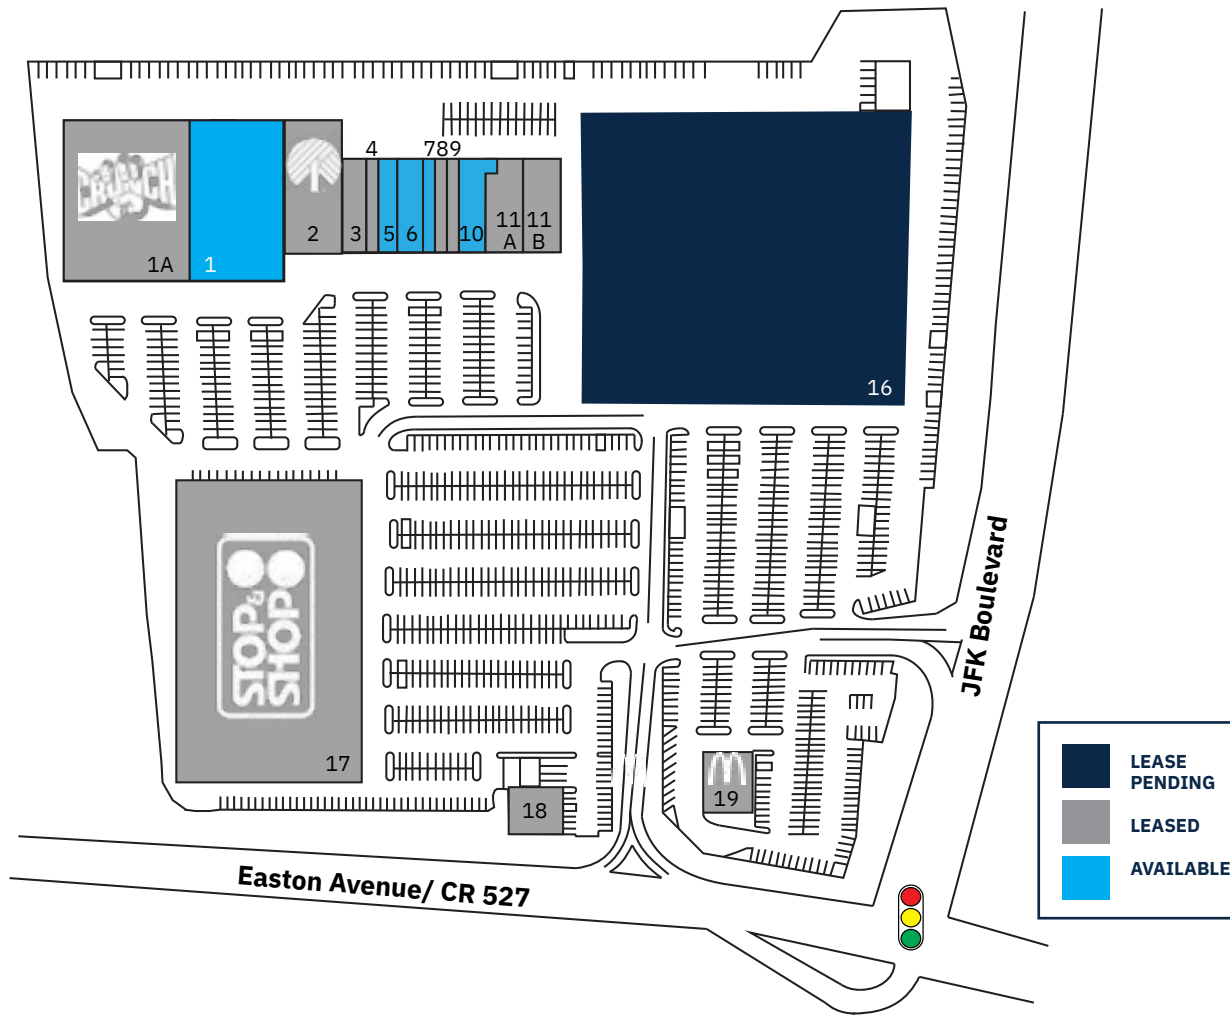 4
789
CRUNCH
1A
1
2
3
5
6
10
11
A
11
B
16
STOP&
SHOP
17
18
19
JFK Boulevard
Easton Avenue/ CR 527
LEASE
PENDING
LEASED
AVAILABLE